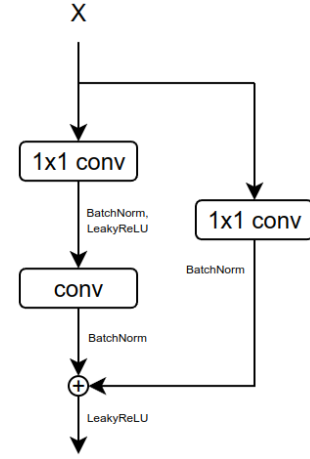 X
1x1 conv
BatchNorm,
LeakyReLU
1x1 conv
BatchNorm
conv
BatchNorm
+
LeakyReLU